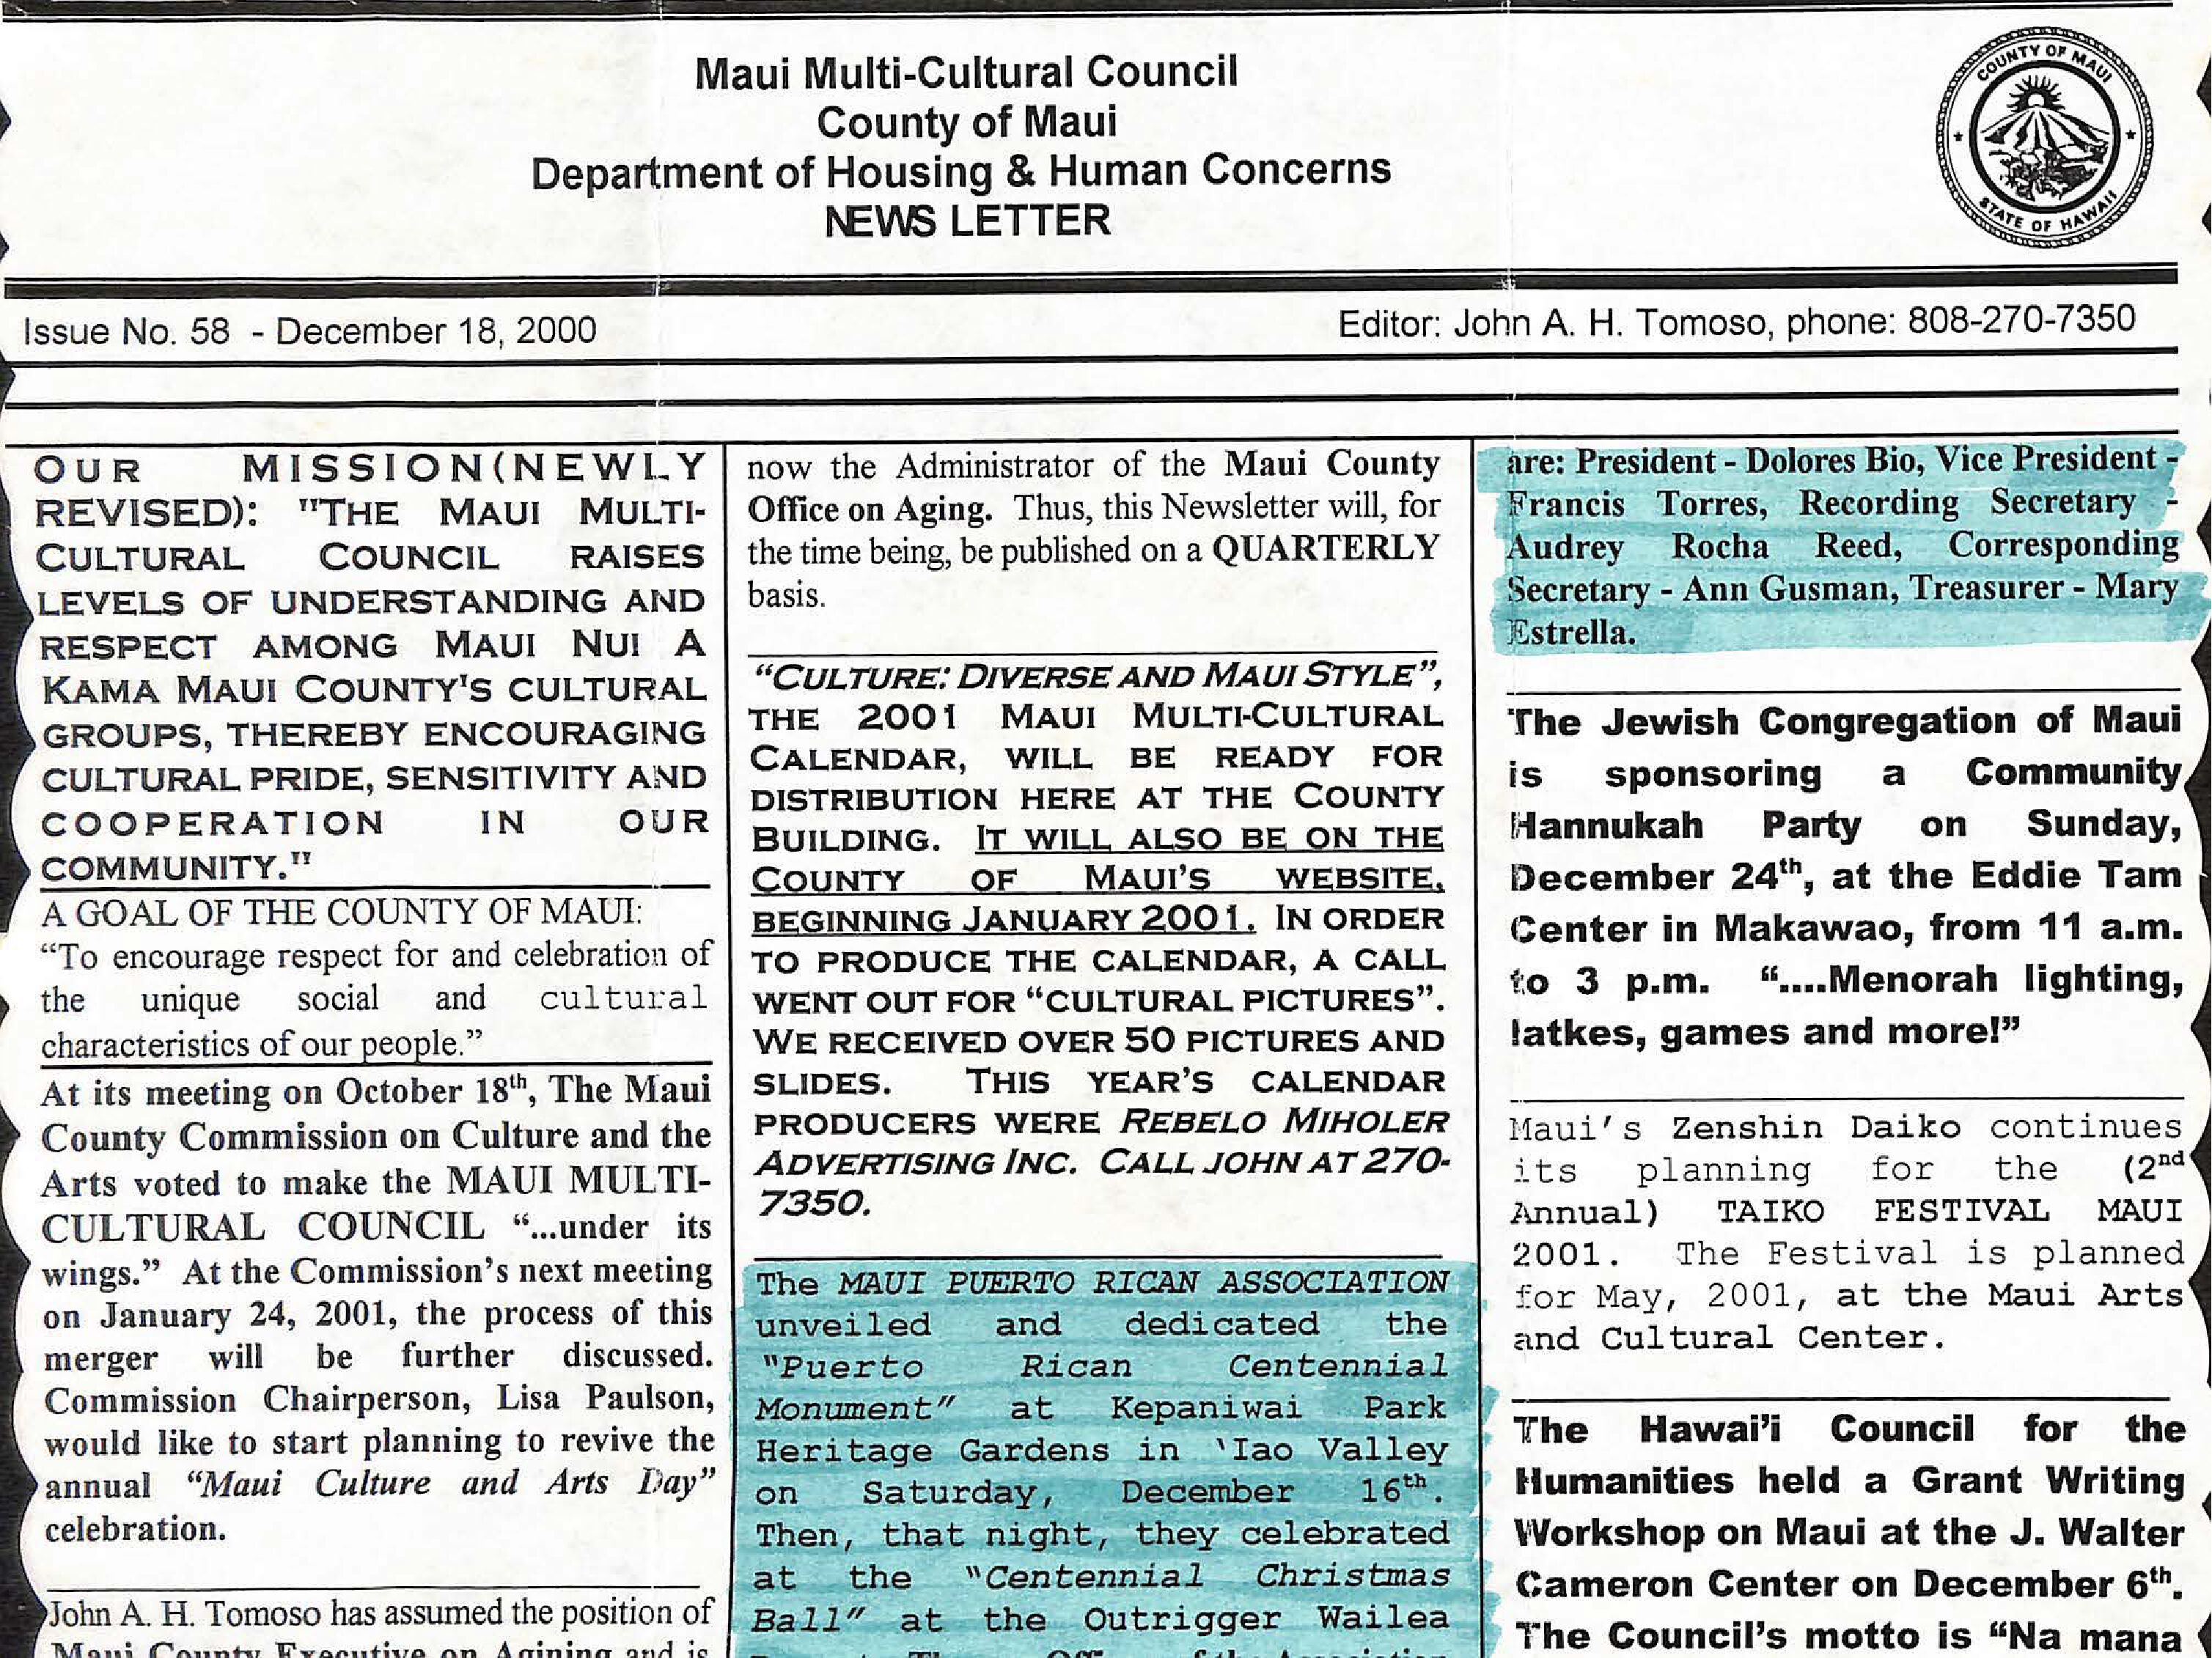 Maui Multi-Cultural Council
County of Maui
Department of Housing & Human Concerns
NEWS LETTER
COUNTY OF MAUI
STATE OF HAWAII
Issue No. 58 - December 18, 2000
Editor: John A. H. Tomoso, phone: 808-270-7350
OUR MISSION(NEWLY
REVISED): "THE MAUI MULTI-
CULTURAL COUNCIL RAISES
LEVELS OF UNDERSTANDING AND
RESPECT AMONG MAUI NUI A
KAMA MAUI COUNTY'S CULTURAL
GROUPS, THEREBY ENCOURAGING
CULTURAL PRIDE, SENSITIVITY AND
COOPERATION IN OUR
COMMUNITY."
A GOAL OF THE COUNTY OF MAUI:
“To encourage respect for and celebration of
the unique social and cultural
characteristics of our people.”
At its meeting on October 18th, The Maui
County Commission on Culture and the
Arts voted to make the MAUI MULTI-
CULTURAL COUNCIL “...under its
wings.” At the Commission's next meeting
on January 24, 2001, the process of this
merger will be further discussed.
Commission Chairperson, Lisa Paulson,
would like to start planning to revive the
annual “Maui Culture and Arts Day”
celebration.
John A. H. Tomoso has assumed the position of
Maui County Executive on Agining and is
now the Administrator of the Maui County
Office on Aging. Thus, this Newsletter will, for
the time being, be published on a QUARTERLY
basis.
“CULTURE: DIVERSE AND MAUI STYLE”,
THE 2001 MAUI MULTI-CULTURAL
CALENDAR, WILL BE READY FOR
DISTRIBUTION HERE AT THE COUNTY
BUILDING. IT WILL ALSO BE ON THE
COUNTY OF MAUI'S WEBSITE,
BEGINNING JANUARY 2001. IN ORDER
TO PRODUCE THE CALENDAR, A CALL
WENT OUT FOR “CULTURAL PICTURES”.
WE RECEIVED OVER 50 PICTURES AND
SLIDES. THIS YEAR'S CALENDAR
PRODUCERS WERE REBELO MIHOLER
ADVERTISING INC. CALL JOHN AT 270-
7350.
The MAUI PUERTO RICAN ASSOCIATION
unveiled and dedicated the
"Puerto Rican Centennial
Monument" at Kepaniwai Park
Heritage Gardens in 'Iao Valley
on Saturday, December 16th.
Then, that night, they celebrated
at the "Centennial Christmas
Ball" at the Outrigger Wailea
of the Association
are: President - Dolores Bio, Vice President -
Francis Torres, Recording Secretary -
Audrey Rocha Reed, Corresponding
Secretary - Ann Gusman, Treasurer - Mary
Estrella.
The Jewish Congregation of Maui
is sponsoring a Community
Hannukah Party on Sunday,
December 24th, at the Eddie Tam
Center in Makawao, from 11 a.m.
to 3 p.m. “....Menorah lighting,
latkes, games and more!”
Maui's Zenshin Daiko continues
its planning for the (2nd
Annual) TAIKO FESTIVAL MAUI
2001. The Festival is planned
for May, 2001, at the Maui Arts
and Cultural Center.
The Hawai'i Council for the
Humanities held a Grant Writing
Workshop on Maui at the J. Walter
Cameron Center on December 6th.
The Council's motto is “Na mana